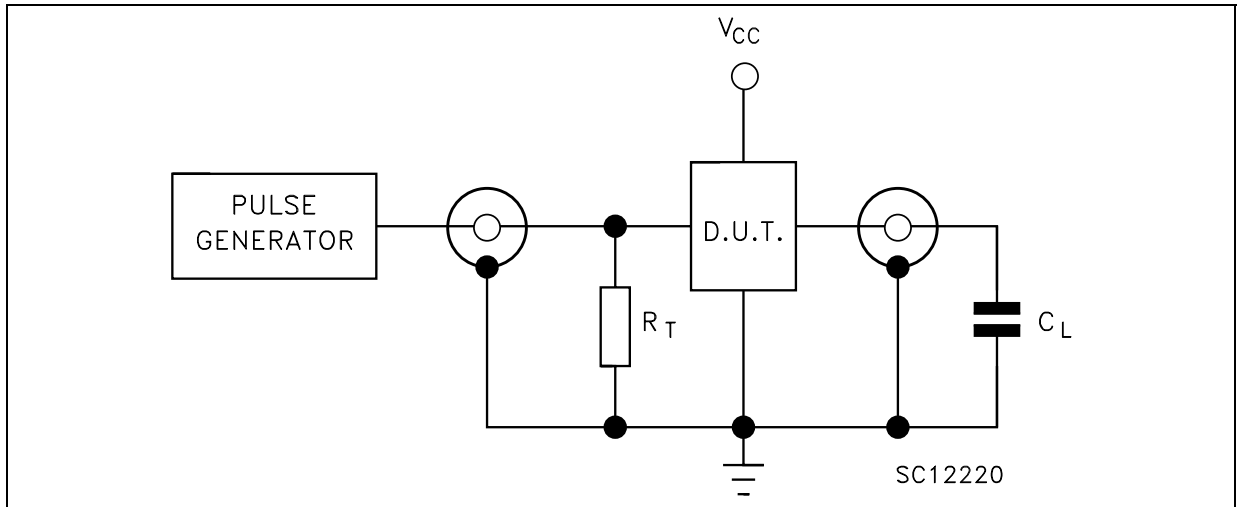 VCC
PULSE
GENERATOR
D.U.T.
RT
CL
SC12220